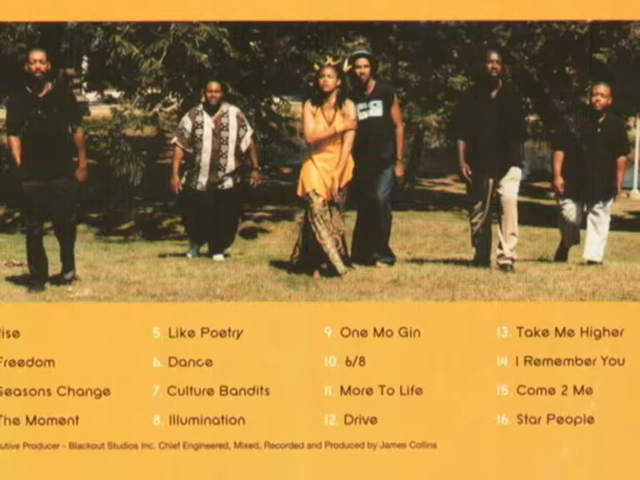 ise
Freedom
Seasons Change
The Moment
5. Like Poetry
6. Dance
7. Culture Bandits
8. Illumination
9. One Mo Gin
10. 6/8
11. More To Life
12. Drive
13. Take Me Higher
14. I Remember You
15. Come 2 Me
16. Star People
utive Producer - Blackout Studios Inc. Chief Engineered, Mixed, Recorded and Produced by James Collins